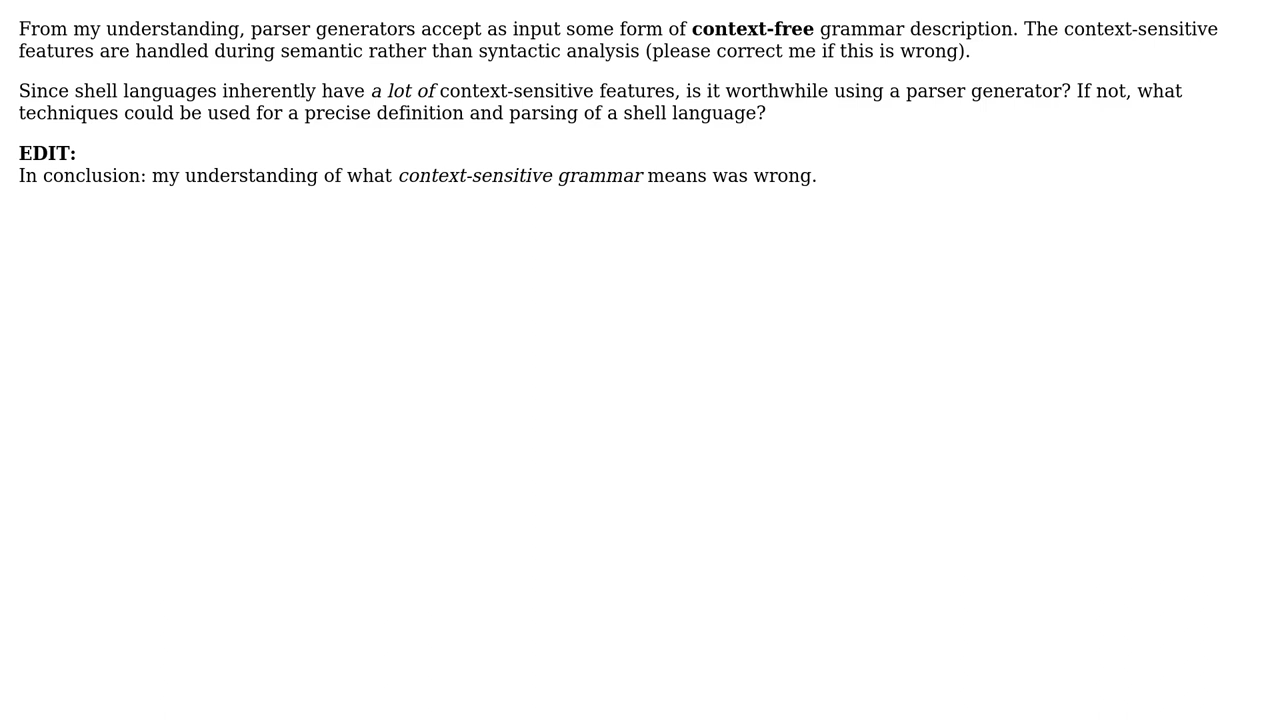 From my understanding, parser generators accept as input some form of context-free grammar description. The context-sensitive
features are handled during semantic rather than syntactic analysis (please correct me if this is wrong).
Since shell languages inherently have a lot of context-sensitive features, is it worthwhile using a parser generator? If not, what
techniques could be used for a precise definition and parsing of a shell language?
EDIT:
In conclusion: my understanding of what context-sensitive grammar means was wrong.